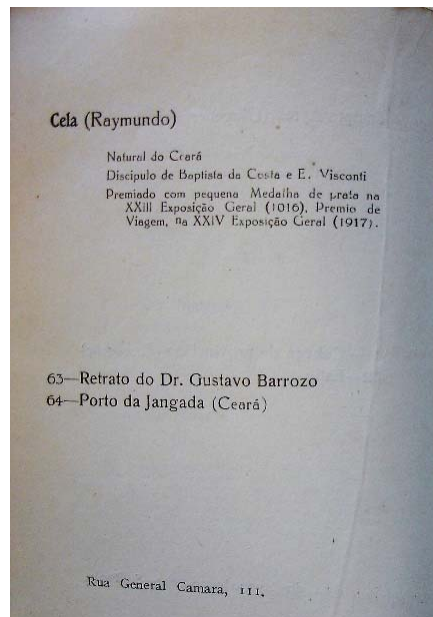 Cela (Raymundo)
Natural do Ceará
Discipulo de Baptista da Costa e E. Visconti
Premiado com pequena Medalha de prata na
XXIII Exposição Geral (1916), Premio de
Viagem, na XXIV Exposição Geral (1917).
63—Retrato do Dr. Gustavo Barrozo
64—Porto da Jangada (Ceará)
Rua General Camara, 111.